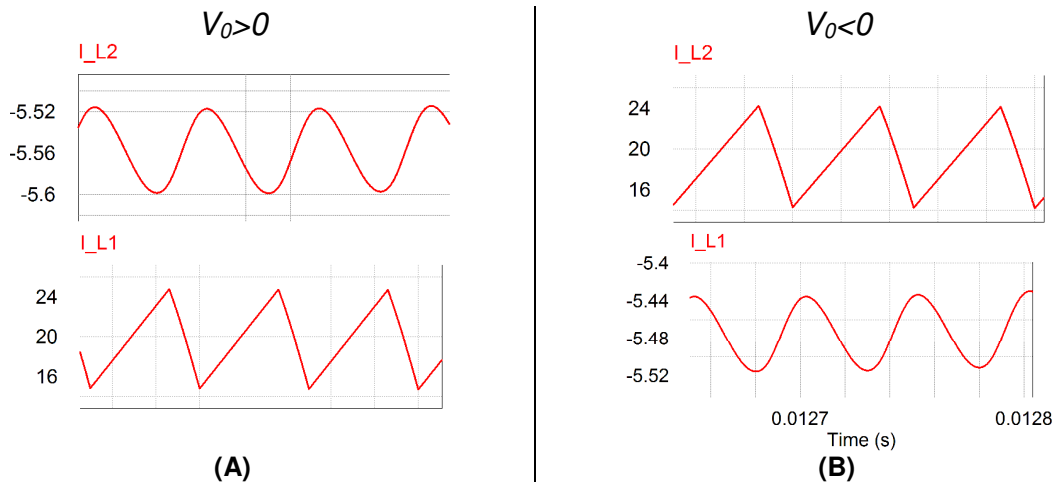 V0>0
I_L2
-5.52
-5.56
-5.6
I_L1
24
20
16
(A)
V0<0
I_L2
24
20
16
I_L1
-5.4
-5.44
-5.48
-5.52
0.0127 0.0128
Time (s)
(B)